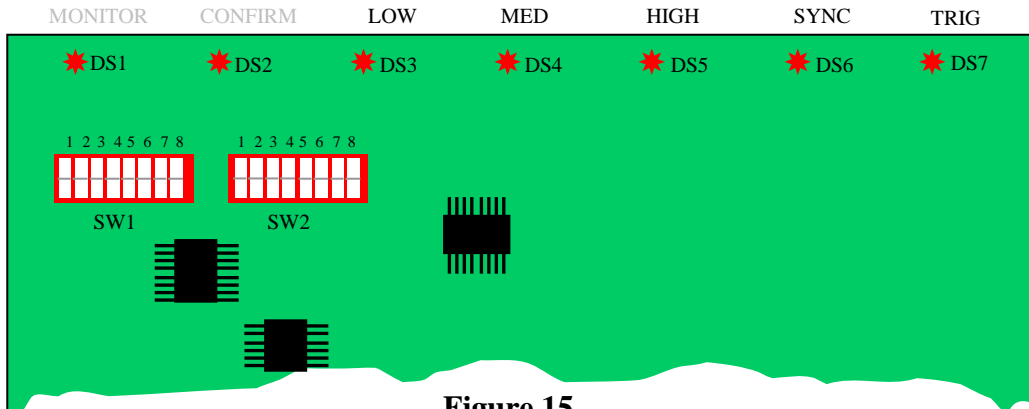 MONITOR CONFIRM LOW MED HIGH SYNC TRIG
DS1 DS2 DS3 DS4 DS5 DS6 DS7
1 2 3 4 5 6 7 8 1 2 3 4 5 6 7 8
SW1 SW2
Figure 15